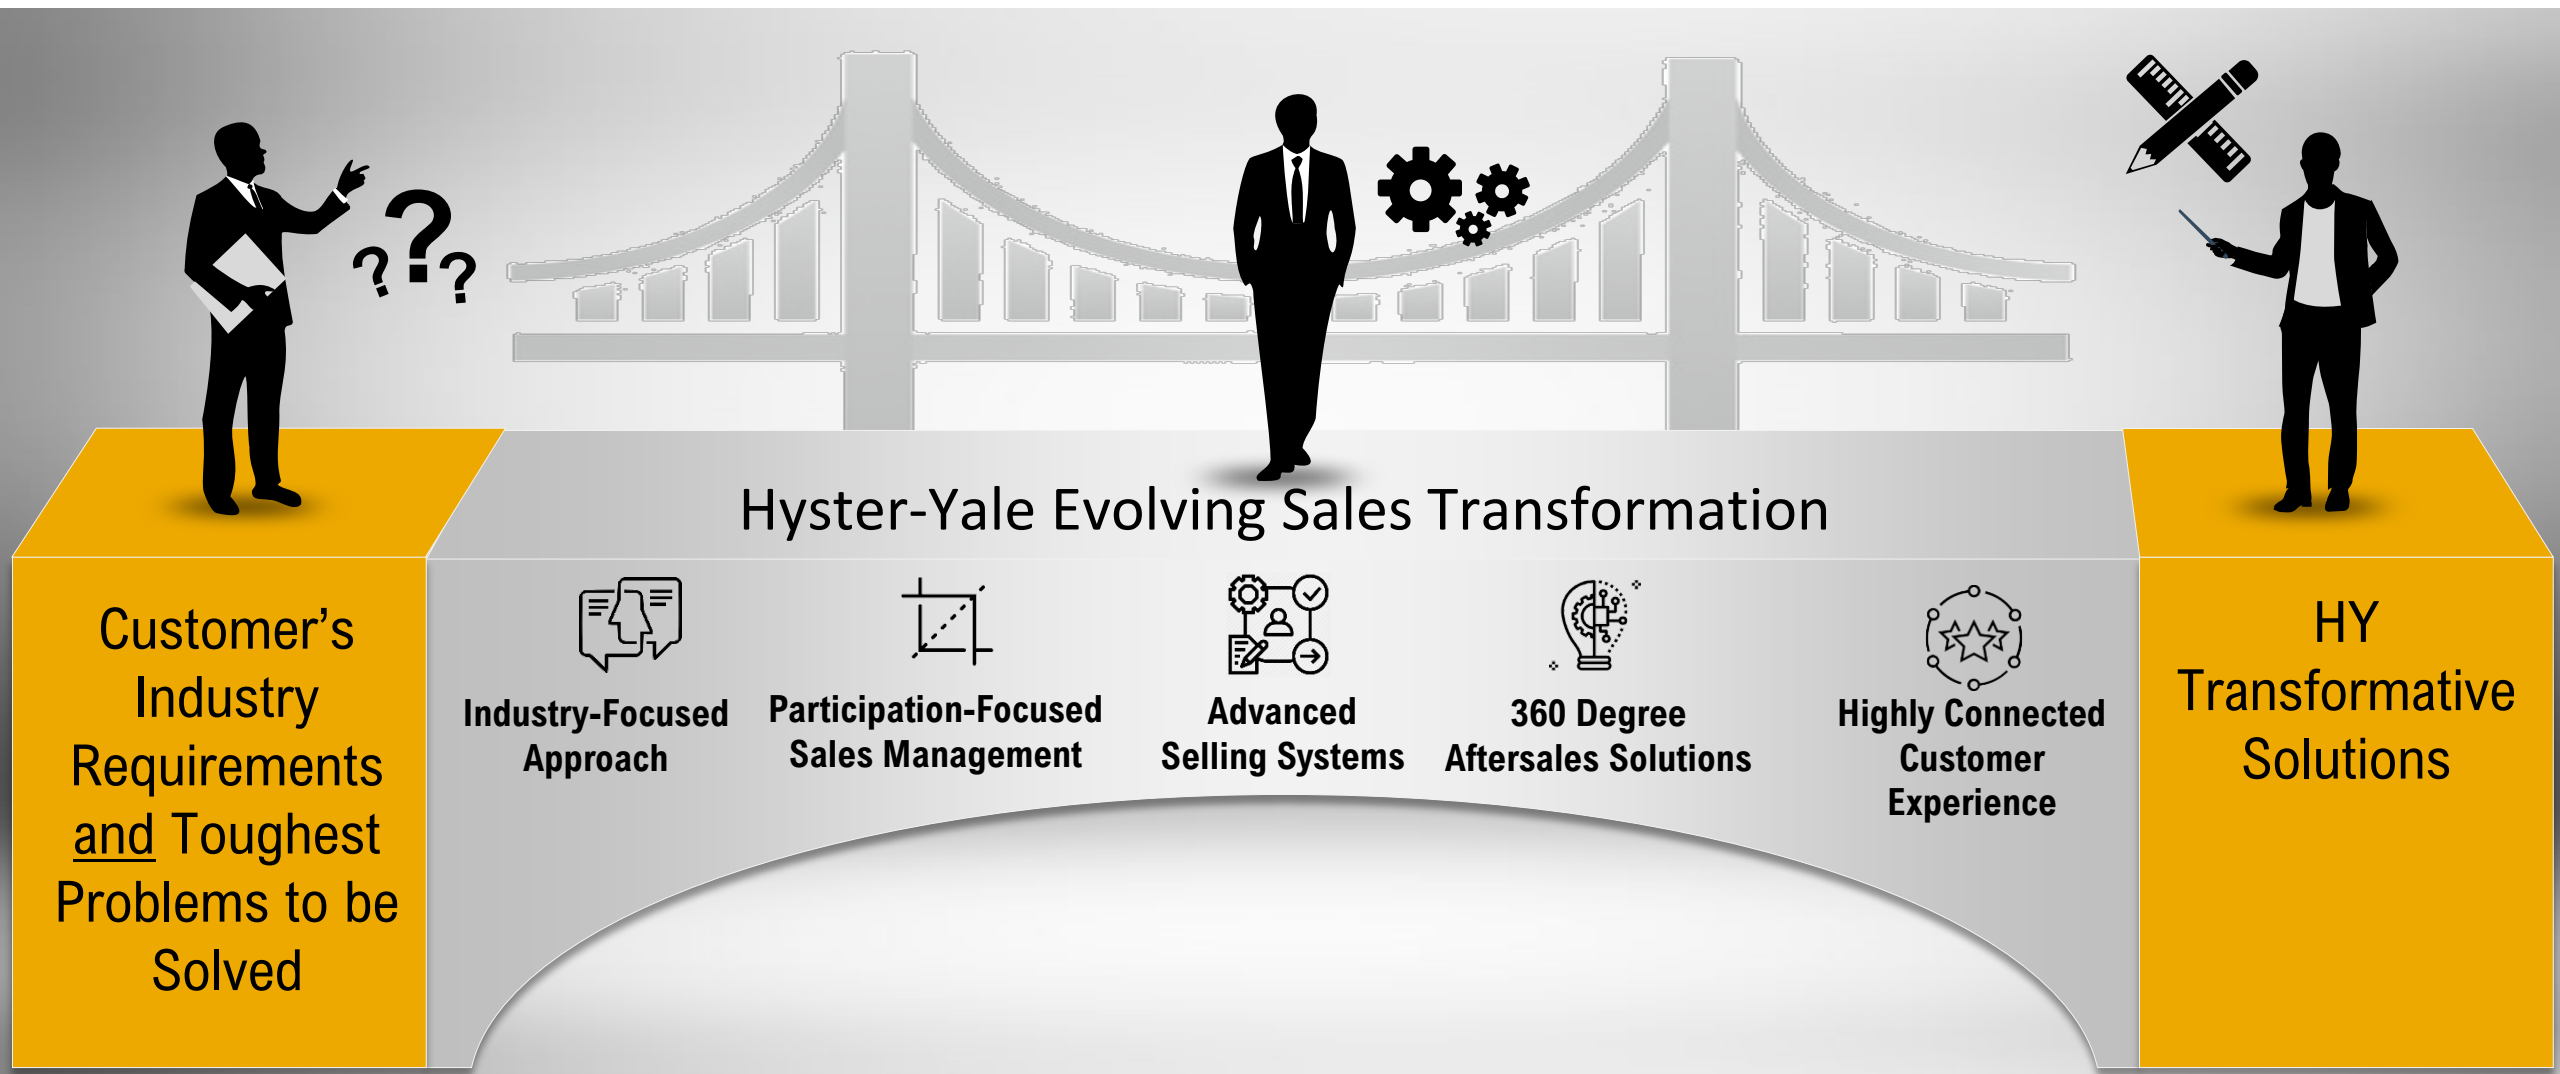 ? ? ?
Hyster-Yale Evolving Sales Transformation
Customer’s
Industry
Requirements
and Toughest
Problems to be
Solved
Industry-Focused
Approach
Participation-Focused
Sales Management
Advanced
Selling Systems
360 Degree
Aftersales Solutions
Highly Connected
Customer
Experience
HY
Transformative
Solutions